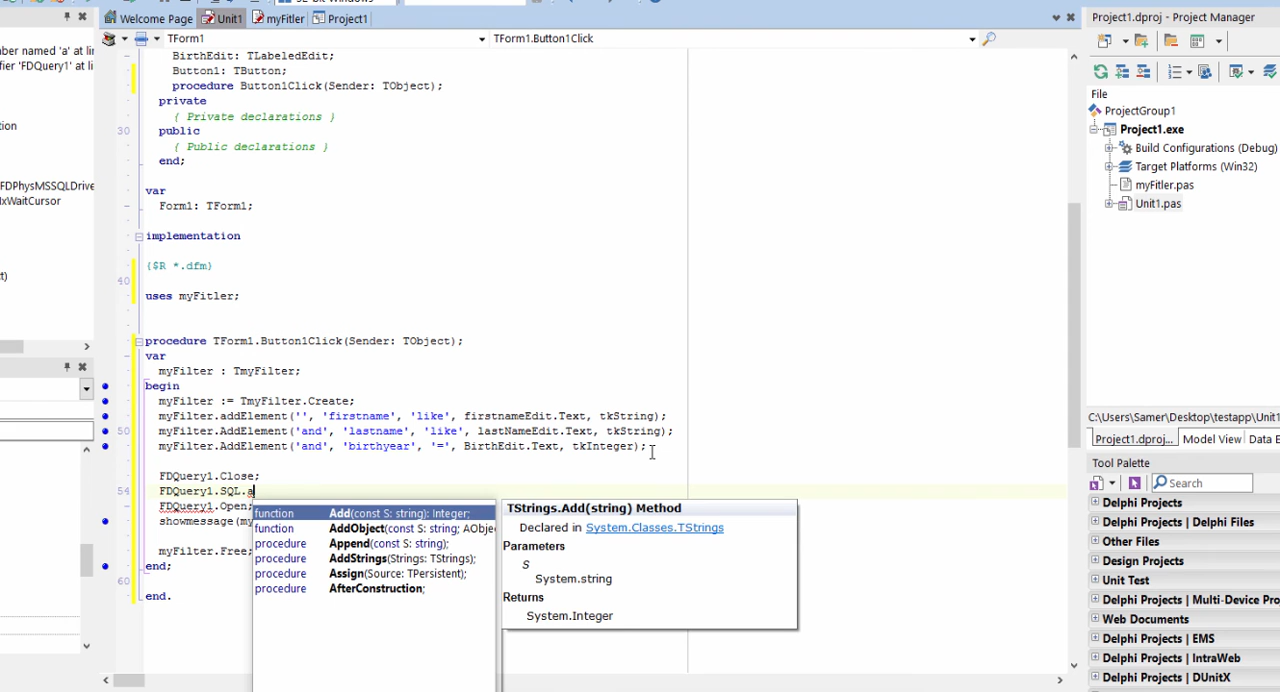 32-bit Windows
Welcome Page
Unit1
myFitler
Project1
TForm1
TForm1.Button1Click
ber named 'a' at lin
fier 'FDQuery1' at li
tion
FDPhysMSSQLDrive
xWaitCursor
ct)
BirthEdit: TLabeledEdit;
Button1: TButton;
procedure Button1Click(Sender: TObject);
private
{ Private declarations }
30 public
{ Public declarations }
end;
var
Form1: TForm1;
implementation
{$R *.dfm}
40
uses myFitler;
procedure TForm1.Button1Click(Sender: TObject);
var
myFilter : TmyFilter;
begin
myFilter := TmyFilter.Create;
myFilter.addElement('', 'firstname', 'like', firstnameEdit.Text, tkString);
50 myFilter.AddElement('and', 'lastname', 'like', lastNameEdit.Text, tkString);
myFilter.AddElement('and', 'birthyear', '=', BirthEdit.Text, tkInteger);
FDQuery1.Close;
54 FDQuery1.SQL.a
FDQuery1.Open;
showmessage(my
myFilter.Free;
end;
60
end.
function Add(const S: string): Integer;
function AddObject(const S: string; AObje
procedure Append(const S: string);
procedure AddStrings(Strings: TStrings);
procedure Assign(Source: TPersistent);
procedure AfterConstruction;
TStrings.Add(string) Method
Declared in System.Classes.TStrings
Parameters
S
System.string
Returns
System.Integer
Project1.dproj - Project Manager
File
ProjectGroup1
Project1.exe
Build Configurations (Debug)
Target Platforms (Win32)
myFitler.pas
Unit1.pas
C:\Users\Samer\Desktop\testapp\Unit1
Project1.dproj... Model View Data
Tool Palette
Search
Delphi Projects
Delphi Projects | Delphi Files
Other Files
Design Projects
Unit Test
Delphi Projects | Multi-Device Pro
Web Documents
Delphi Projects | EMS
Delphi Projects | IntraWeb
Delphi Projects | DUnitX